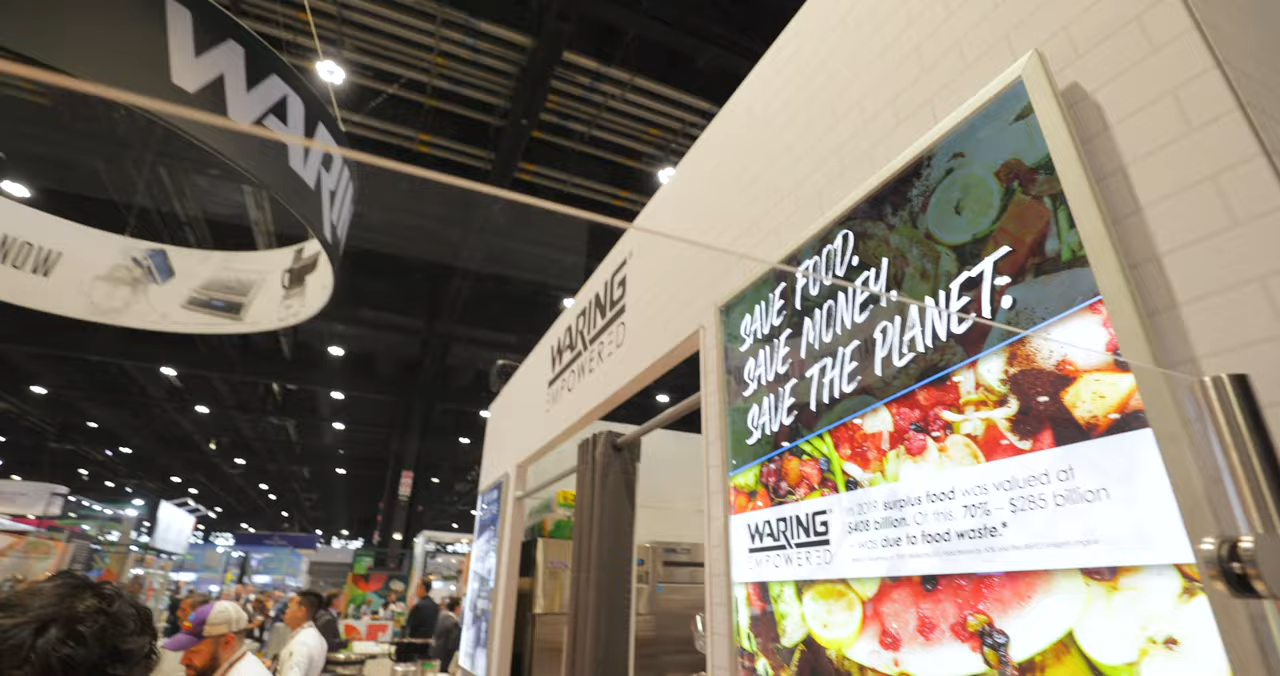 WARIN
NOW
WARING
EMPOWERED
SAVE FOOD.
SAVE MONEY.
SAVE THE PLANET.
WARING
EMPOWERED
In 2019, surplus food was valued at
$408 billion. Of this, 70% – $285 billion
– was due to food waste.*